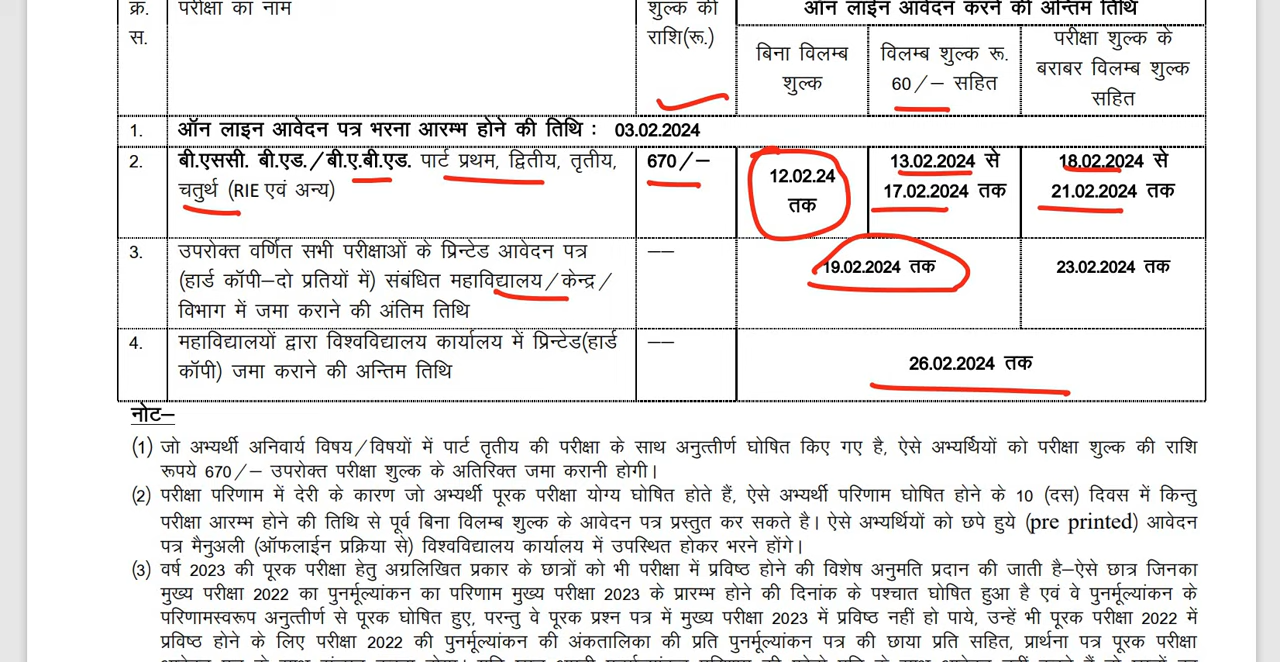 क्र. परीक्षा का नाम शुल्क की ऑन लाइन आवेदन करने की अन्तिम तिथि
स. राशि(रू.)
बिना विलम्ब शुल्क
विलम्ब शुल्क रू. 60/– सहित
परीक्षा शुल्क के बराबर विलम्ब शुल्क सहित
1. ऑन लाइन आवेदन पत्र भरना आरम्भ होने की तिथि : 03.02.2024
2. बी.एससी. बी.एड./बी.ए.बी.एड. पार्ट प्रथम, द्वितीय, तृतीय, 670/– 12.02.24 13.02.2024 से 18.02.2024 से
चतुर्थ (RIE एवं अन्य) तक 17.02.2024 तक 21.02.2024 तक
3. उपरोक्त वर्णित सभी परीक्षाओं के प्रिन्टेड आवेदन पत्र ––
(हार्ड कॉपी–दो प्रतियों में) संबंधित महाविद्यालय/केन्द्र/ 19.02.2024 तक 23.02.2024 तक
विभाग में जमा कराने की अंतिम तिथि
4. महाविद्यालयों द्वारा विश्वविद्यालय कार्यालय में प्रिन्टेड(हार्ड ––
कॉपी) जमा कराने की अन्तिम तिथि 26.02.2024 तक
नोट–
(1) जो अभ्यर्थी अनिवार्य विषय/विषयों में पार्ट तृतीय की परीक्षा के साथ अनुत्तीर्ण घोषित किए गए है, ऐसे अभ्यर्थियों को परीक्षा शुल्क की राशि
रूपये 670/– उपरोक्त परीक्षा शुल्क के अतिरिक्त जमा करानी होगी।
(2) परीक्षा परिणाम में देरी के कारण जो अभ्यर्थी पूरक परीक्षा योग्य घोषित होते हैं, ऐसे अभ्यर्थी परिणाम घोषित होने के 10 (दस) दिवस में किन्तु
परीक्षा आरम्भ होने की तिथि से पूर्व बिना विलम्ब शुल्क के आवेदन पत्र प्रस्तुत कर सकते है। ऐसे अभ्यर्थियों को छपे हुये (pre printed) आवेदन
पत्र मैनुअली (ऑफलाईन प्रक्रिया से) विश्वविद्यालय कार्यालय में उपस्थित होकर भरने होंगे।
(3) वर्ष 2023 की पूरक परीक्षा हेतु अग्रलिखित प्रकार के छात्रों को भी परीक्षा में प्रविष्ठ होने की विशेष अनुमति प्रदान की जाती है–ऐसे छात्र जिनका
मुख्य परीक्षा 2022 का पुनर्मूल्यांकन का परिणाम मुख्य परीक्षा 2023 के प्रारम्भ होने की दिनांक के पश्चात घोषित हुआ है एवं वे पुनर्मूल्यांकन के
परिणामस्वरूप अनुत्तीर्ण से पूरक घोषित हुए, परन्तु वे पूरक प्रश्न पत्र में मुख्य परीक्षा 2023 में प्रविष्ठ नहीं हो पाये, उन्हें भी पूरक परीक्षा 2022 में
प्रविष्ठ होने के लिए परीक्षा 2022 की पुनर्मूल्यांकन की अंकतालिका की प्रति पुनर्मूल्यांकन पत्र की छाया प्रति सहित, प्रार्थना पत्र पूरक परीक्षा